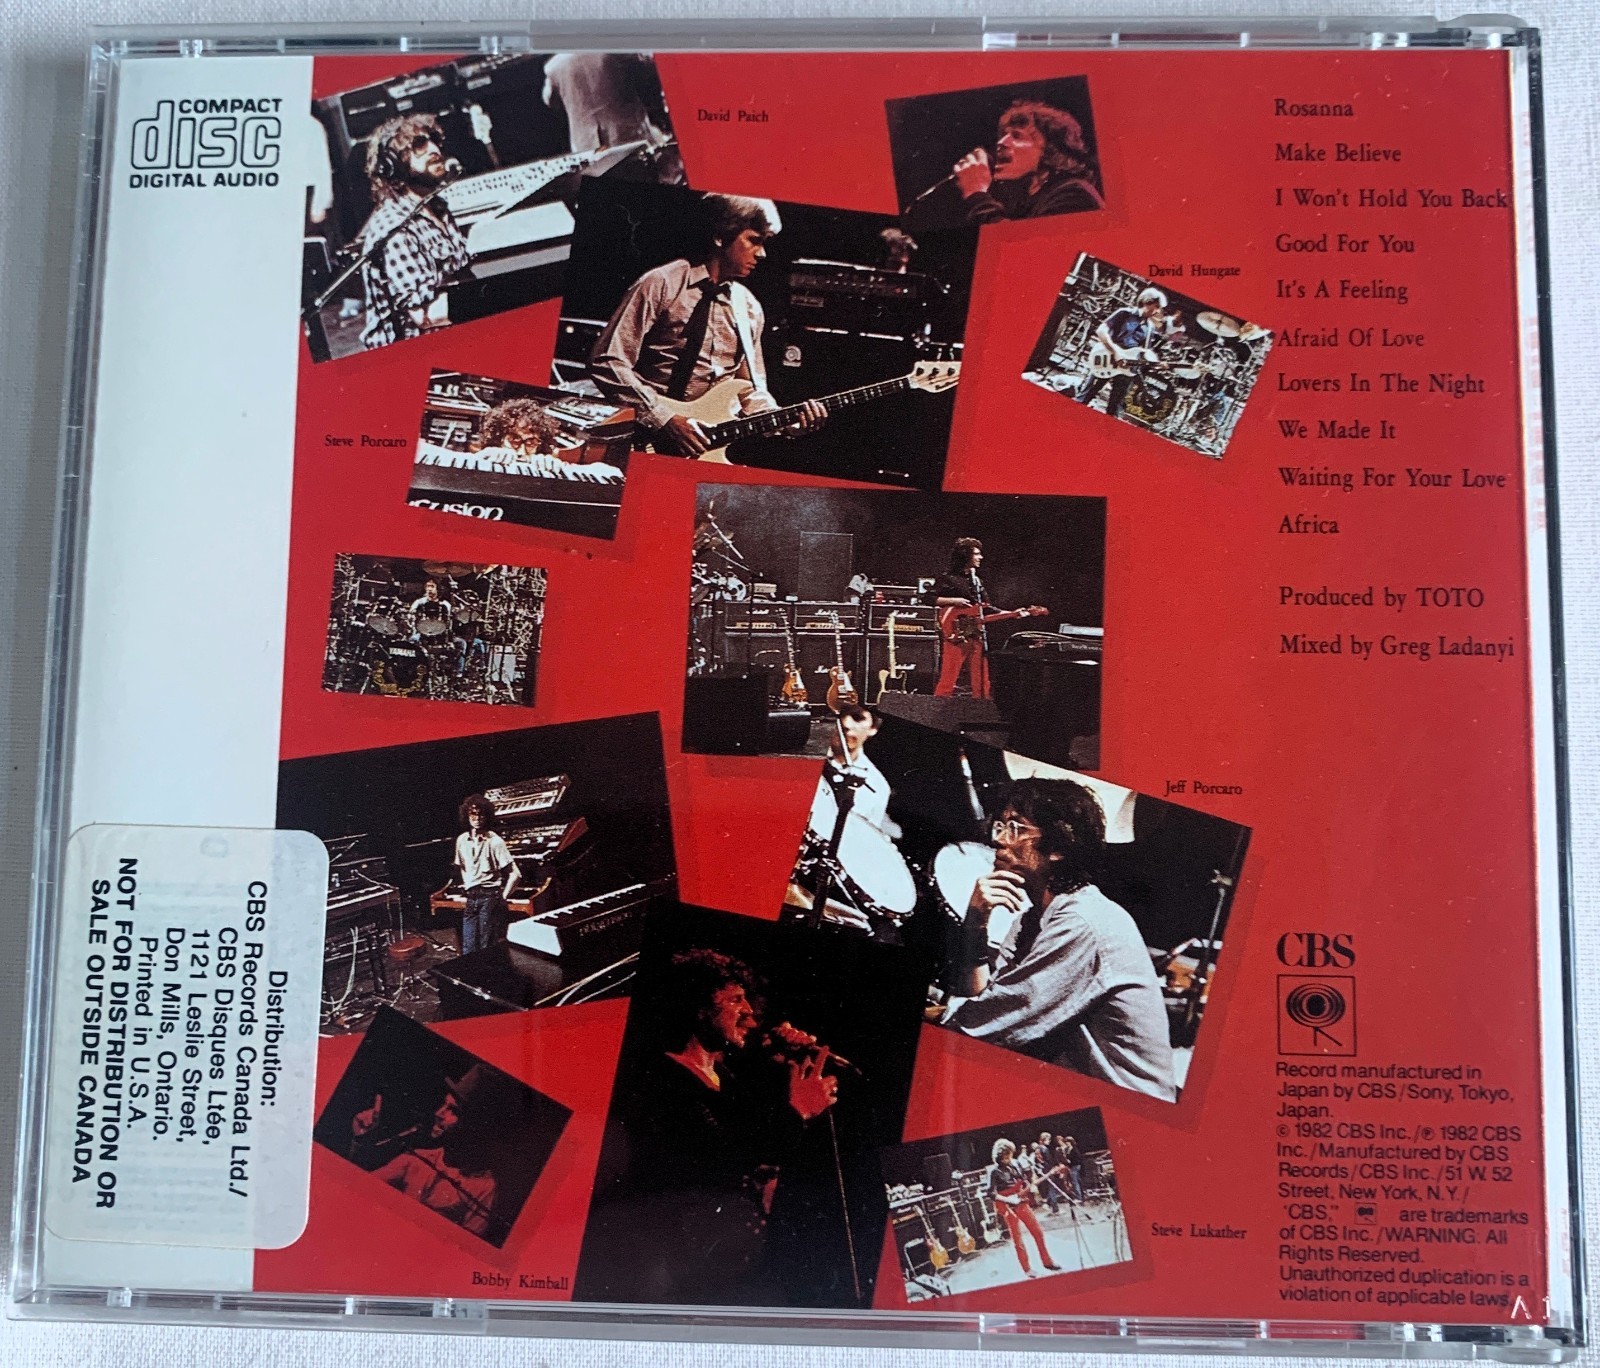 COMPACT
disc
DIGITAL AUDIO
David Paich
David Hungate
Steve Porcaro
Jeff Porcaro
Bobby Kimball
Steve Lukather
YAMAHA
Rosanna
Make Believe
I Won't Hold You Back
Good For You
It's A Feeling
Afraid Of Love
Lovers In The Night
We Made It
Waiting For Your Love
Africa
Produced by TOTO
Mixed by Greg Ladanyi
CBS
Record manufactured in
Japan by CBS/Sony, Tokyo,
Japan.
© 1982 CBS Inc./℗ 1982 CBS
Inc./Manufactured by CBS
Records/CBS Inc./51 W. 52
Street, New York, N.Y./
"CBS," are trademarks
of CBS Inc./WARNING: All
Rights Reserved.
Unauthorized duplication is a
violation of applicable laws.
Distribution:
CBS Records Canada Ltd./
CBS Disques Ltée,
1121 Leslie Street,
Don Mills, Ontario.
Printed in U.S.A.
NOT FOR DISTRIBUTION OR
SALE OUTSIDE CANADA